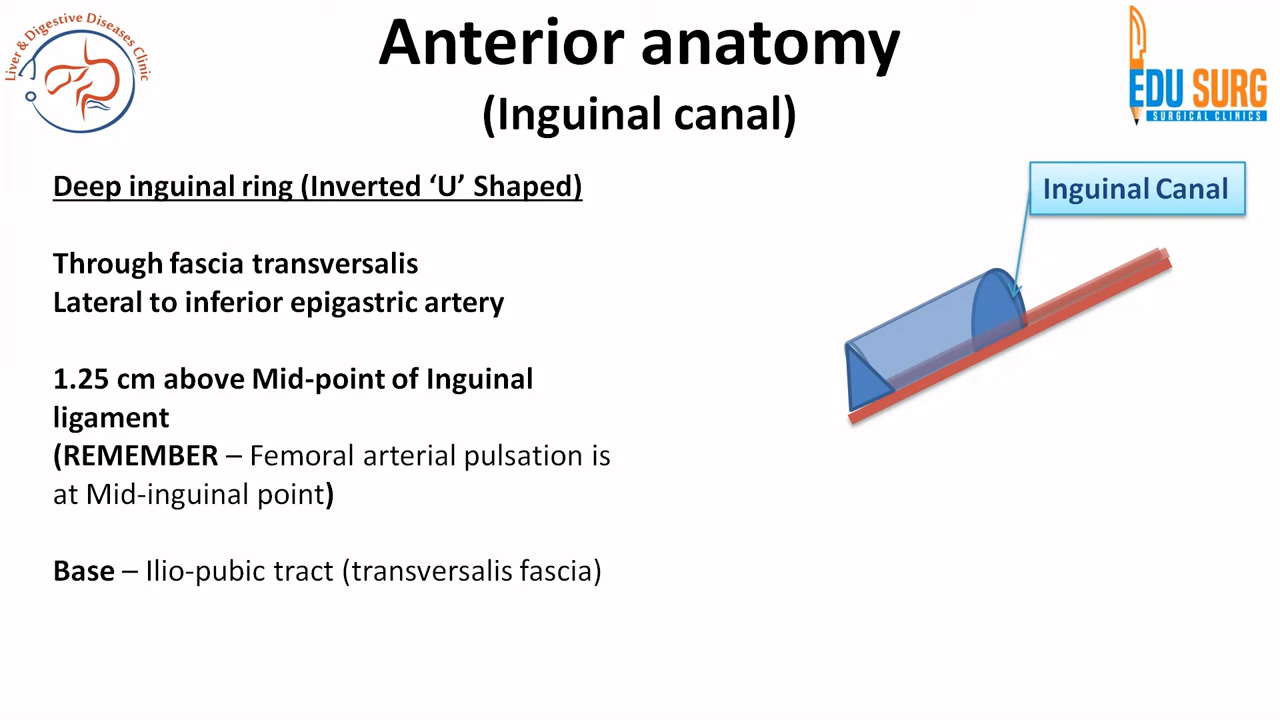 Liver & Digestive Diseases Clinic
Anterior anatomy
(Inguinal canal)
EDU SURG
SURGICAL CLINICS
Deep inguinal ring (Inverted ‘U’ Shaped)
Inguinal Canal
Through fascia transversalis
Lateral to inferior epigastric artery
1.25 cm above Mid-point of Inguinal
ligament
(REMEMBER – Femoral arterial pulsation is
at Mid-inguinal point)
Base – Ilio-pubic tract (transversalis fascia)